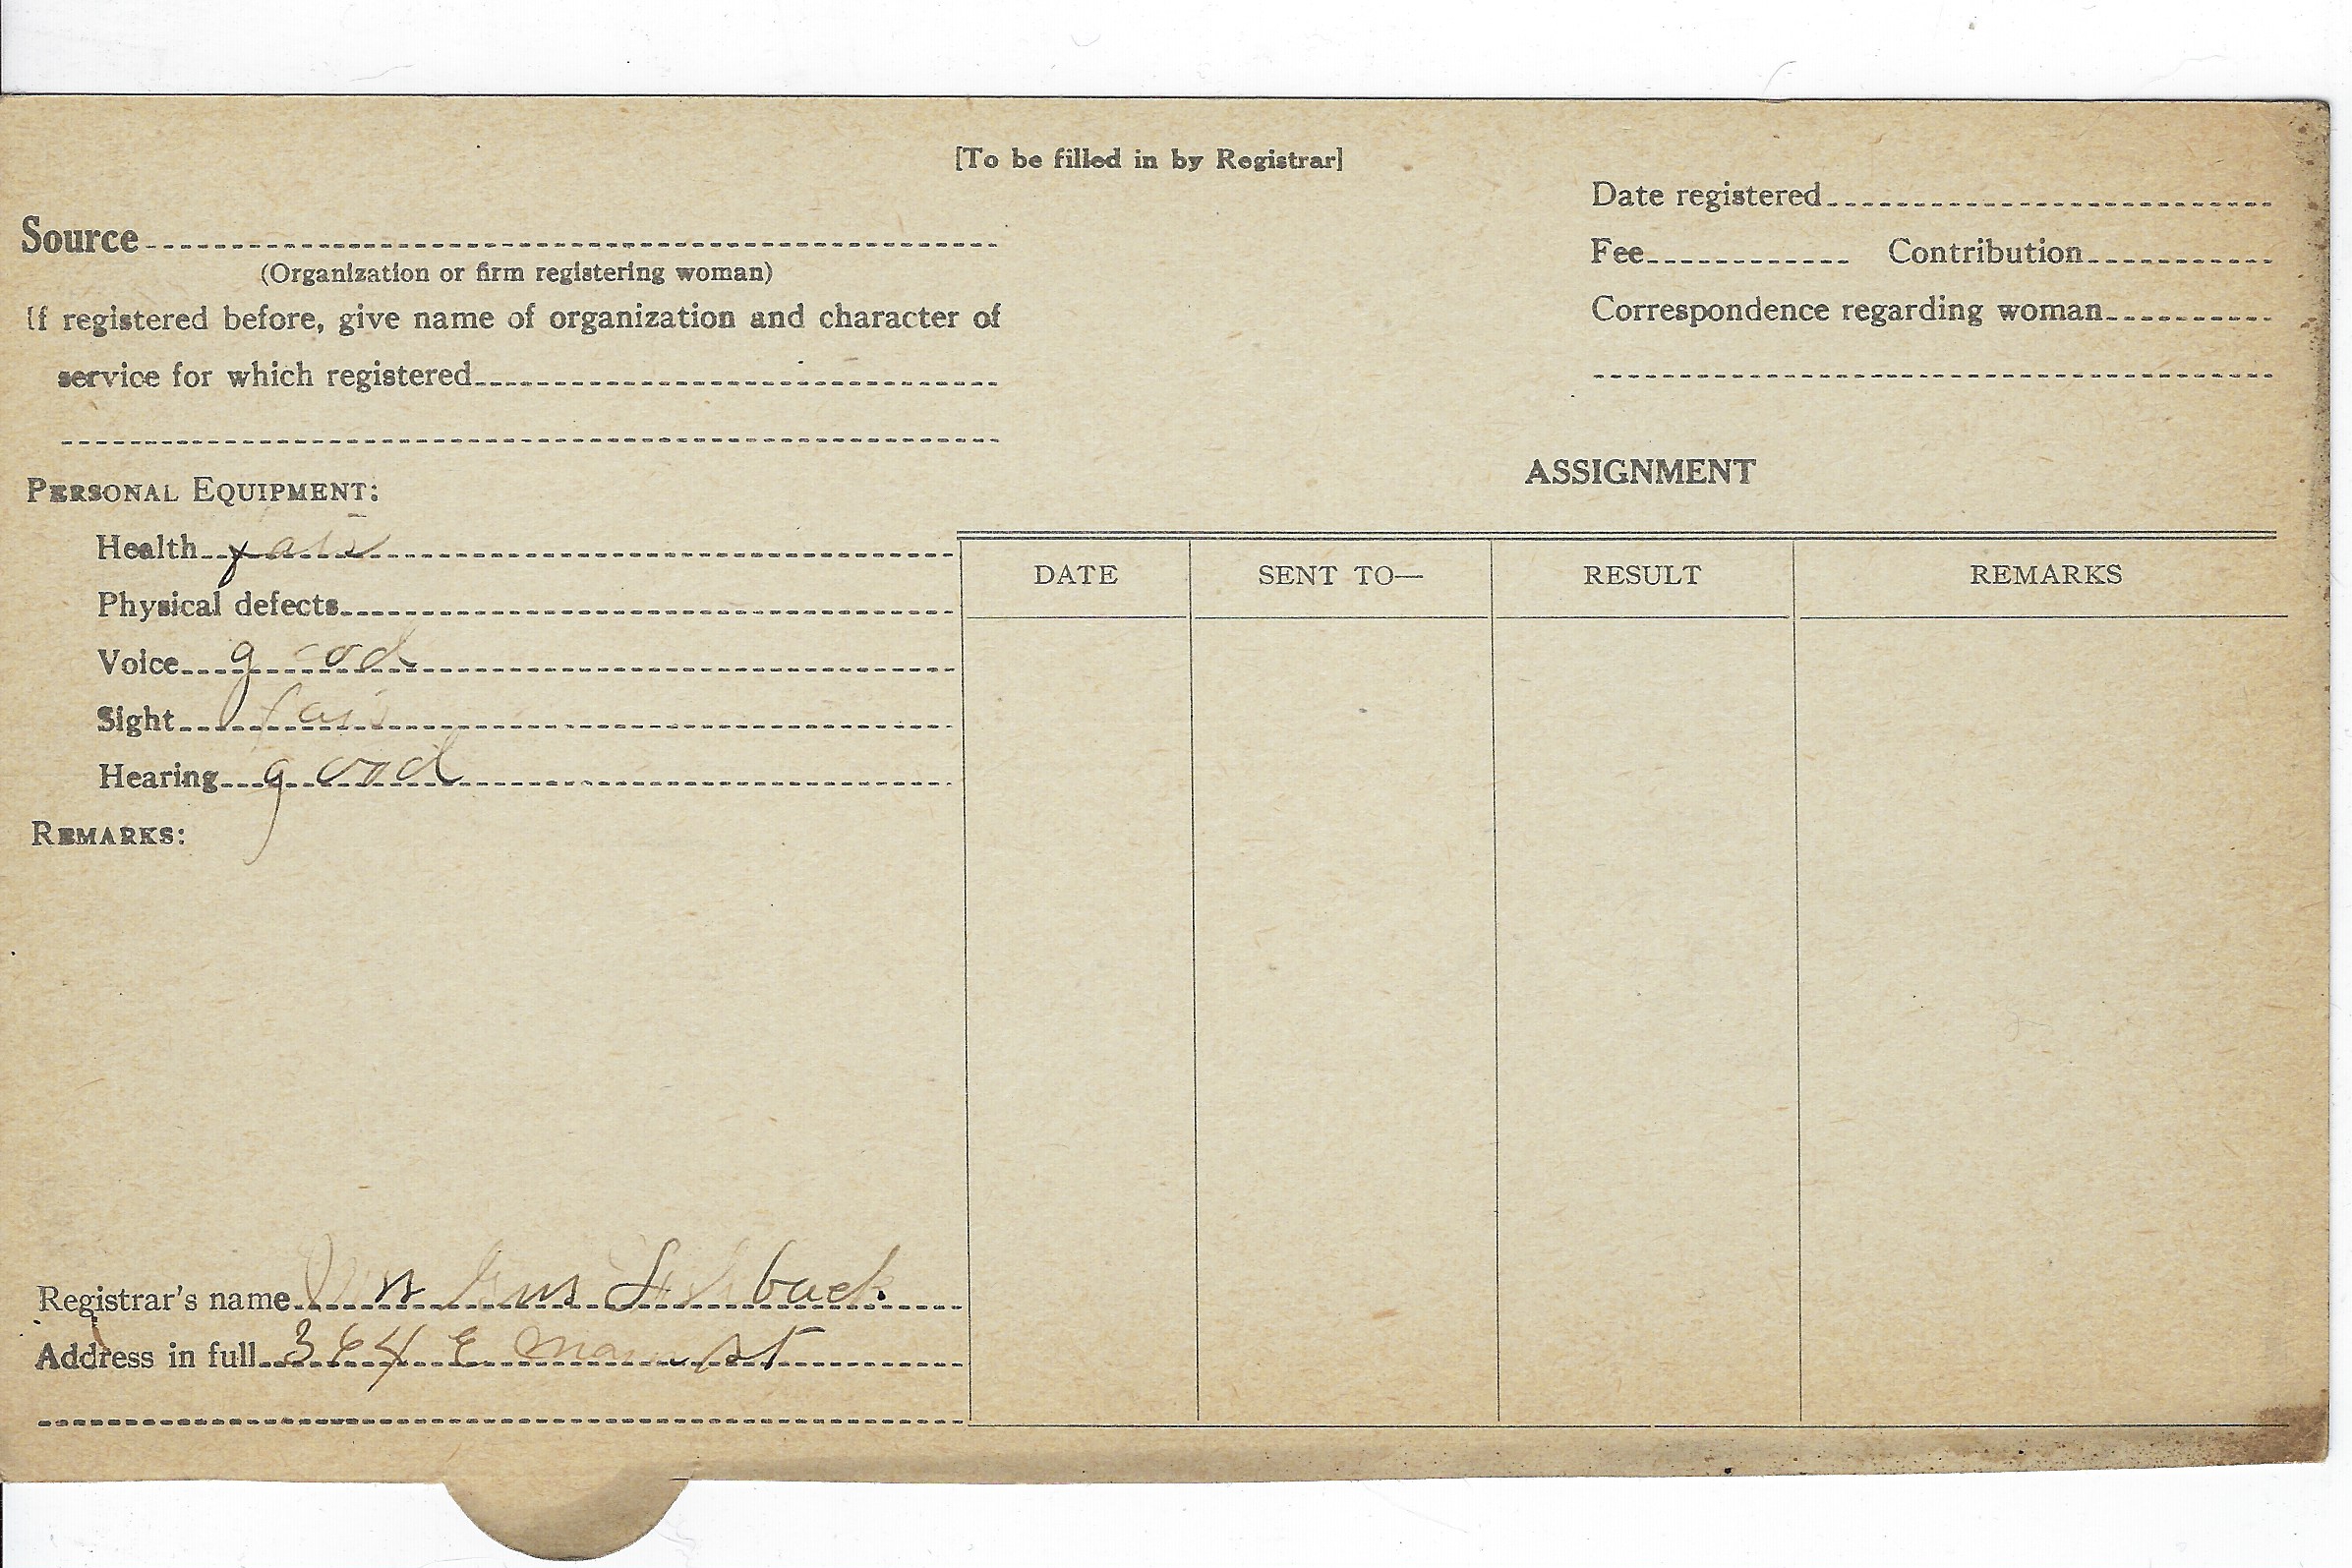 [To be filled in by Registrar]
Source
(Organization or firm registering woman)
If registered before, give name of organization and character of
service for which registered
Date registered
Fee Contribution
Correspondence regarding woman
PERSONAL EQUIPMENT:
Health fair
Physical defects
Voice good
Sight fair
Hearing good
REMARKS:
Registrar's name Mrs Gus Fishback
Address in full 364 E Main St
ASSIGNMENT
DATE SENT TO— RESULT REMARKS